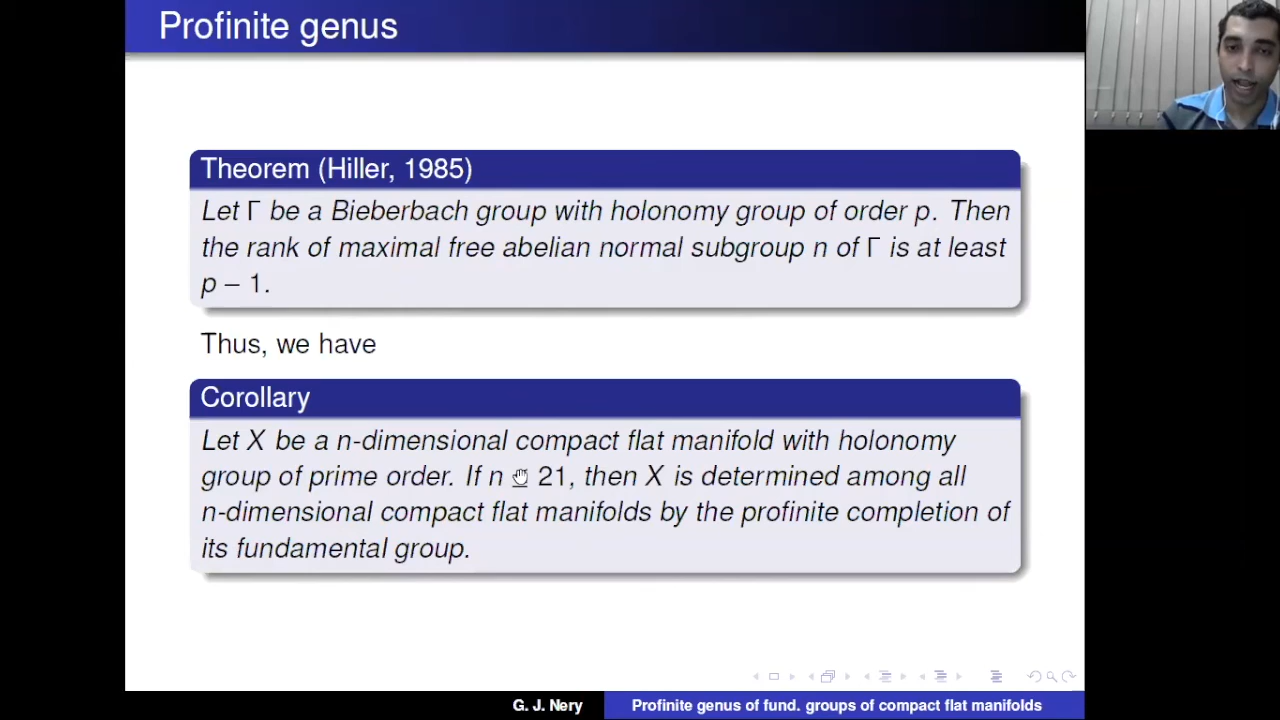 Profinite genus
Theorem (Hiller, 1985)
Let Γ be a Bieberbach group with holonomy group of order p. Then
the rank of maximal free abelian normal subgroup n of Γ is at least
p – 1.
Thus, we have
Corollary
Let X be a n-dimensional compact flat manifold with holonomy
group of prime order. If n 21, then X is determined among all
n-dimensional compact flat manifolds by the profinite completion of
its fundamental group.
G. J. Nery
Profinite genus of fund. groups of compact flat manifolds